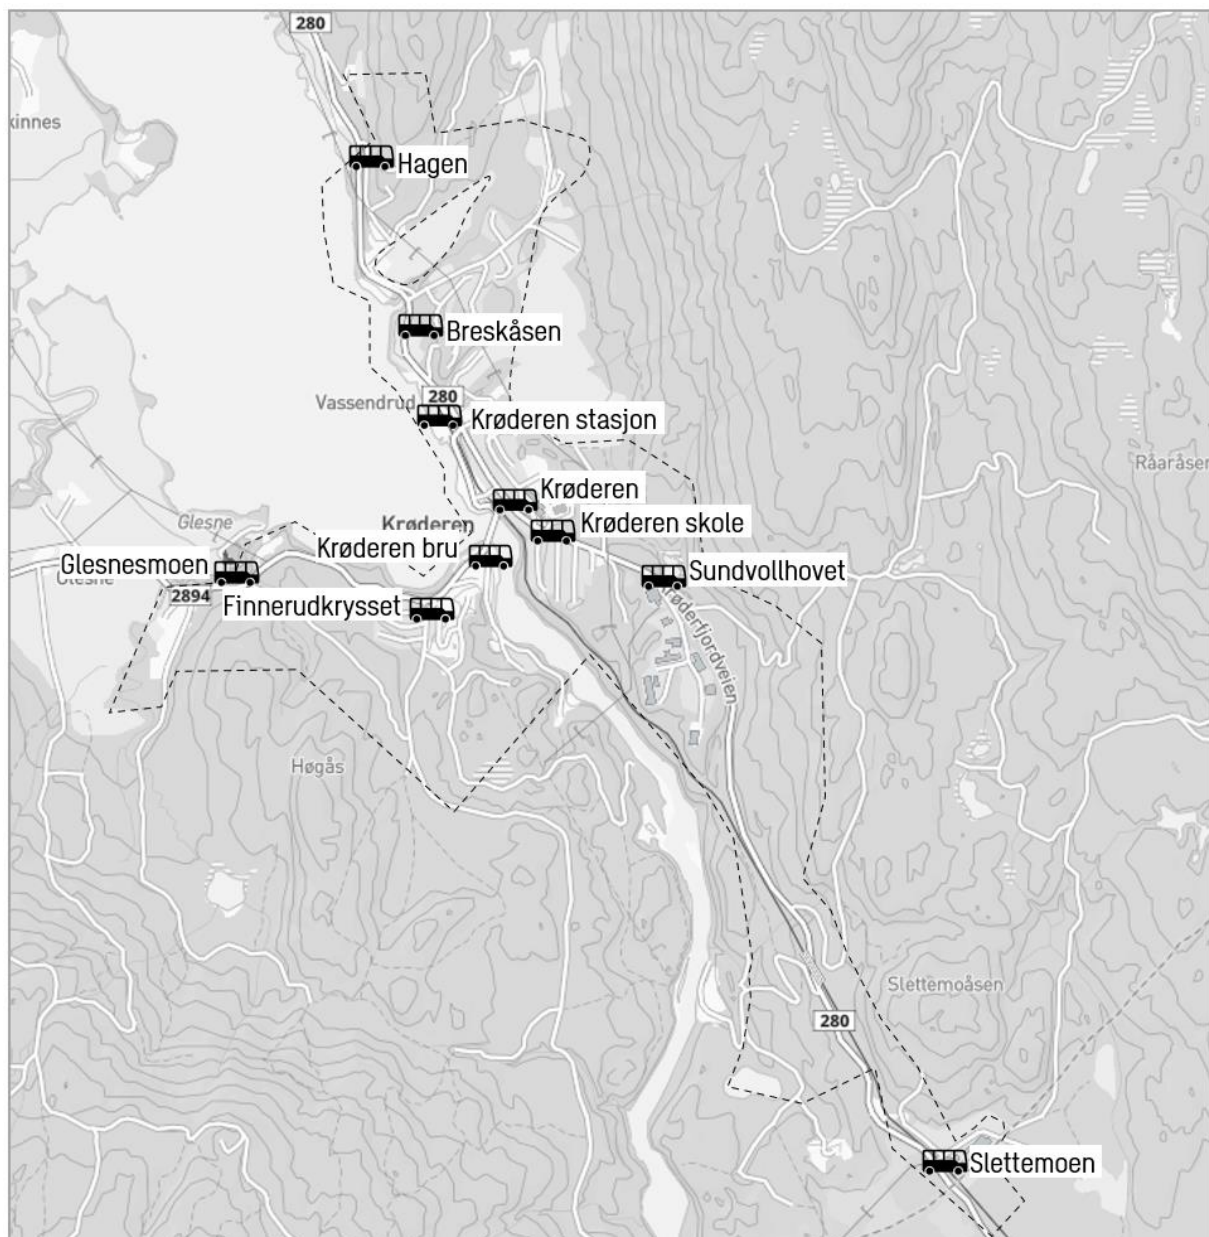 280
kinnes
Hagen
Breskåsen
280
Vassendrud
Krøderen stasjon
Råaråsen
Krøderen
Glesne
Krøderen
Krøderen skole
Krøderen bru
Glesnesmoen
Sundvollhovet
2894
Finnerudkrysset
Krøderfjordveien
Høgås
Slettemoåsen
280
Slettemoen